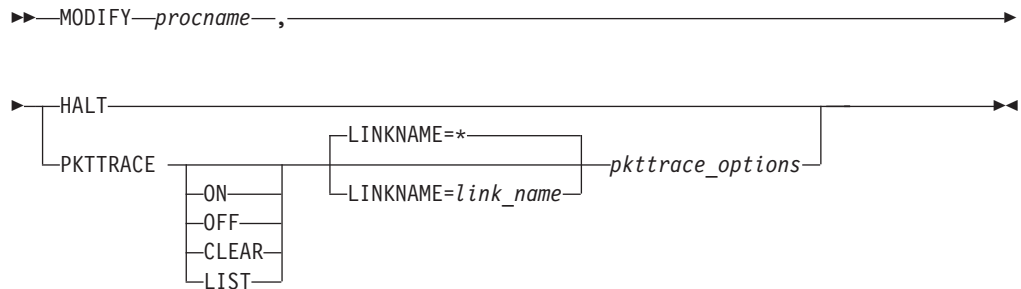 MODIFY procname ,
HALT
LINKNAME=*
PKTTRACE pkttrace_options
ON LINKNAME=link_name
OFF
CLEAR
LIST